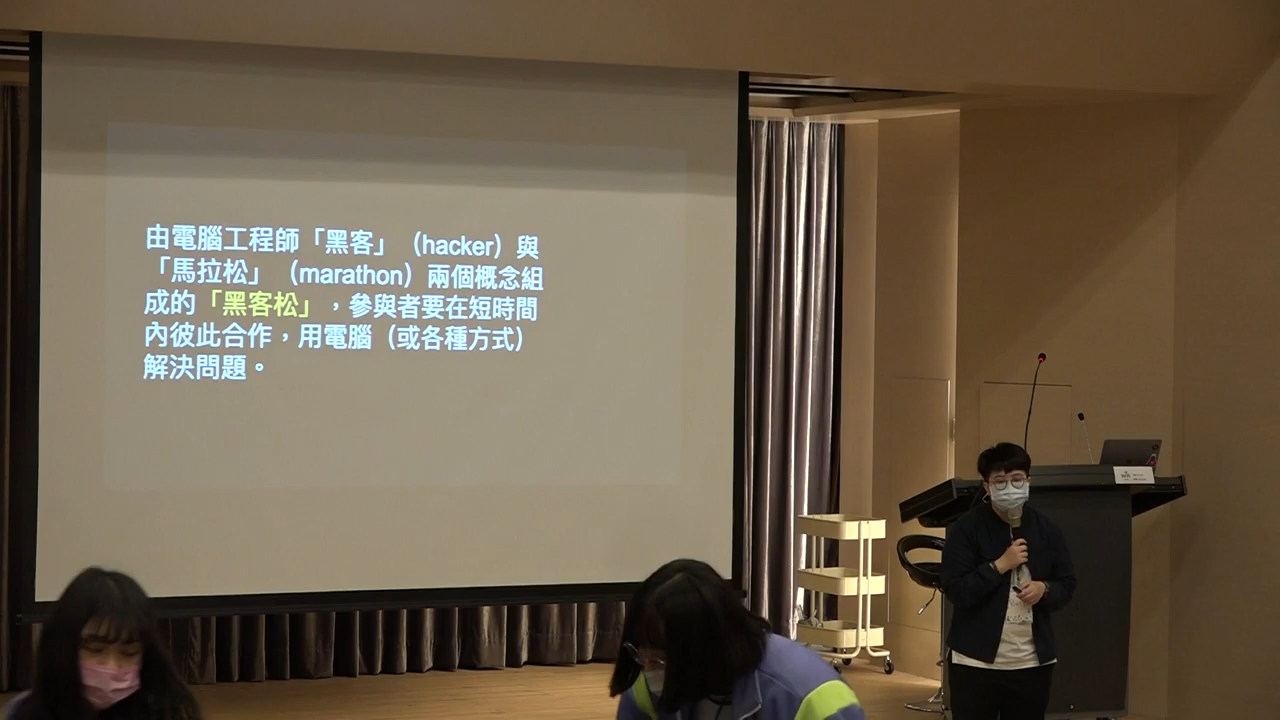 由電腦工程師「黑客」（hacker）與
「馬拉松」（marathon）兩個概念組
成的「黑客松」，參與者要在短時間
內彼此合作，用電腦（或各種方式）
解決問題。